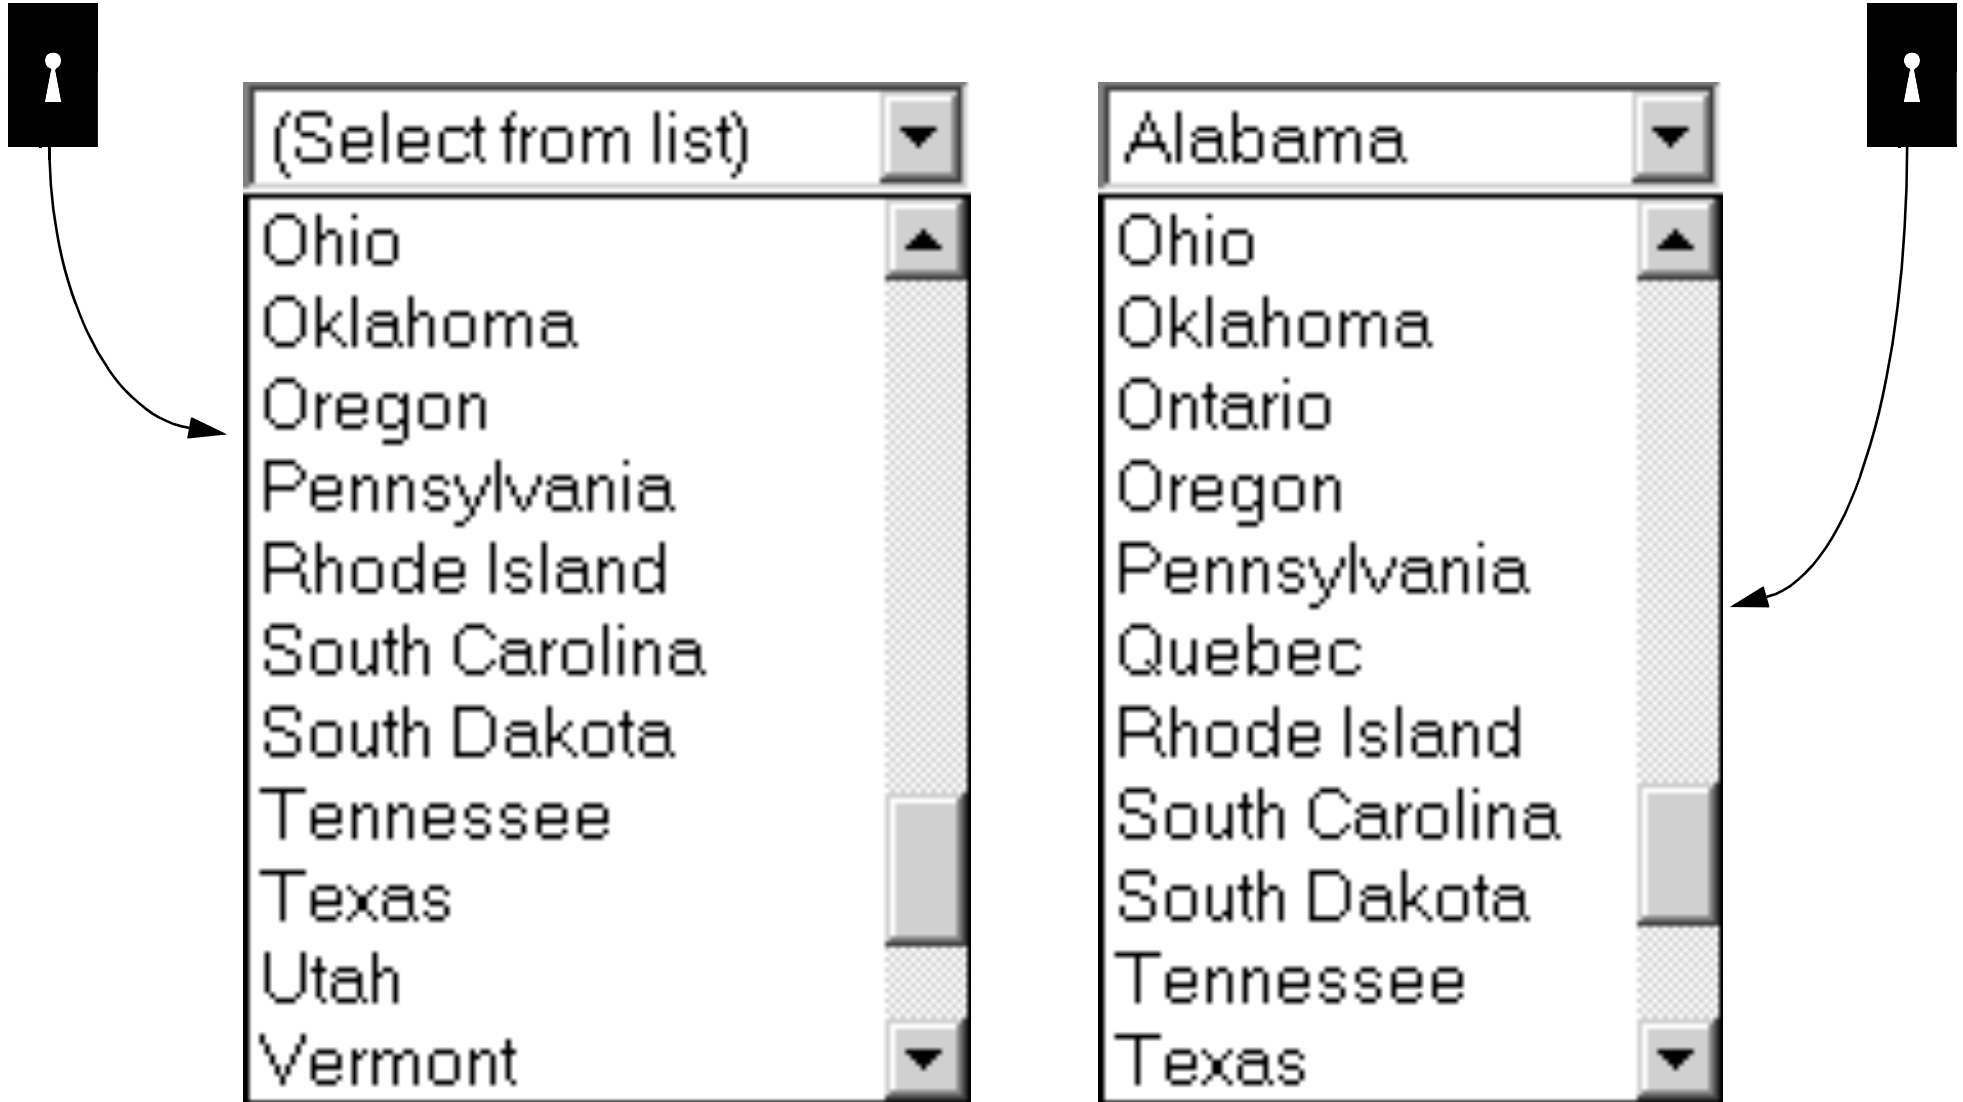 (Select from list)
Ohio
Oklahoma
Oregon
Pennsylvania
Rhode Island
South Carolina
South Dakota
Tennessee
Texas
Utah
Vermont
Alabama
Ohio
Oklahoma
Ontario
Oregon
Pennsylvania
Quebec
Rhode Island
South Carolina
South Dakota
Tennessee
Texas